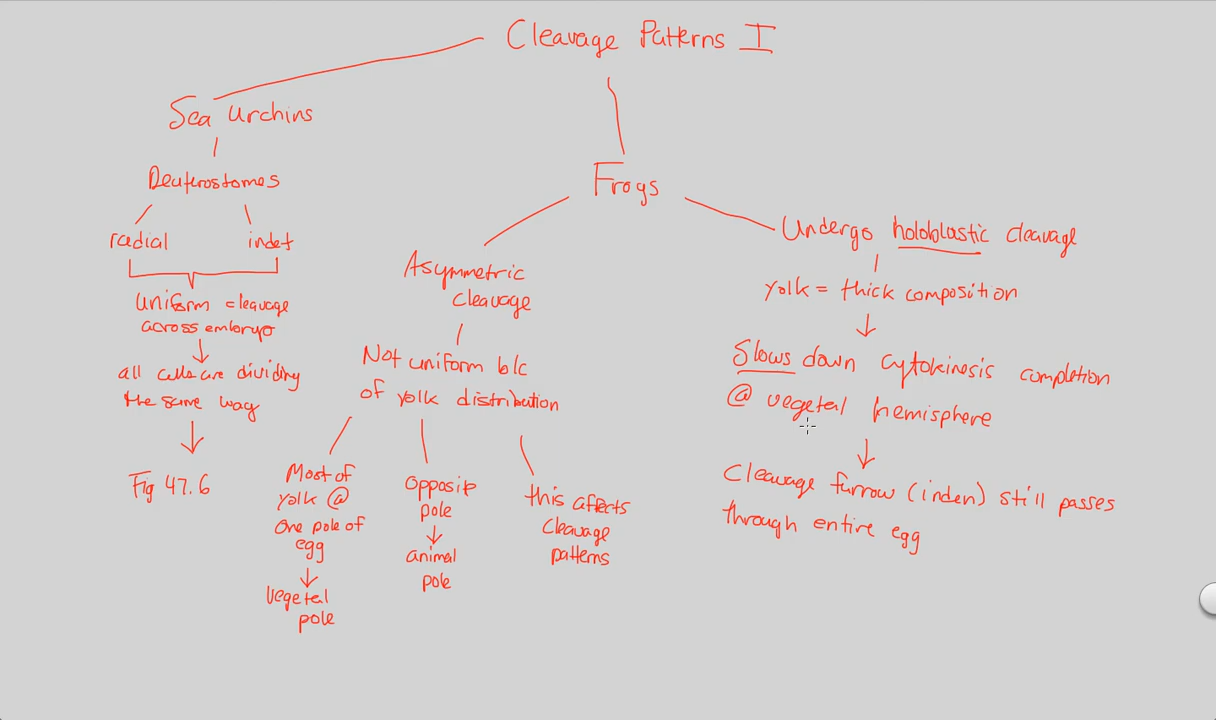 Cleavage Patterns I
Sea Urchins
Deuterostomes
radial
indet
Uniform cleavage
across embryo
all cells are dividing
the same way
Fig 47.6
Frogs
Asymmetric
cleavage
Not uniform b/c
of yolk distribution
Most of
yolk @
one pole of
egg
Vegetal
pole
Opposite
pole
animal
pole
this affects
cleavage
patterns
Undergo holoblastic cleavage
Yolk = thick composition
Slows down cytokinesis completion
@ vegetal hemisphere
Cleavage furrow (inden) still passes
through entire egg